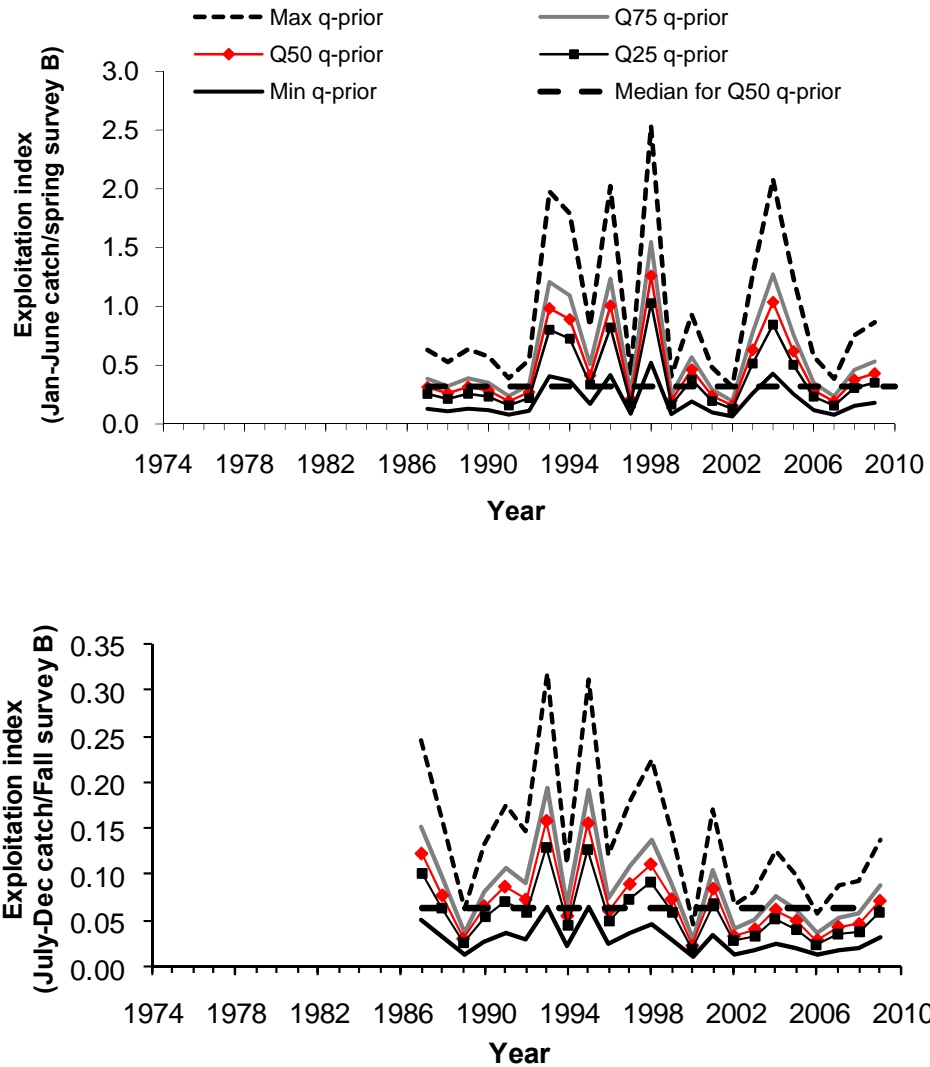 Max q-prior Q75 q-prior
Q50 q-prior Q25 q-prior
Min q-prior Median for Q50 q-prior
Exploitation index
(Jan-June catch/spring survey B)
3.0
2.5
2.0
1.5
1.0
0.5
0.0
1974 1978 1982 1986 1990 1994 1998 2002 2006 2010
Year
Exploitation index
(July-Dec catch/Fall survey B)
0.35
0.30
0.25
0.20
0.15
0.10
0.05
0.00
1974 1978 1982 1986 1990 1994 1998 2002 2006 2010
Year